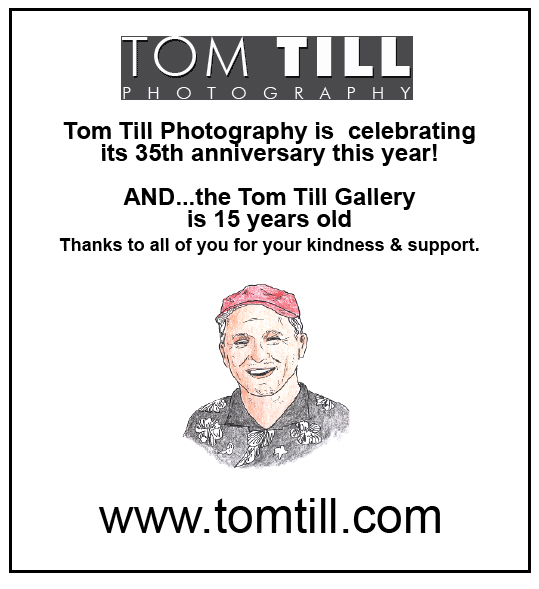 TOM TILL
PHOTOGRAPHY
Tom Till Photography is  celebrating
its 35th anniversary this year!
AND...the Tom Till Gallery
is 15 years old
Thanks to all of you for your kindness & support.
www.tomtill.com